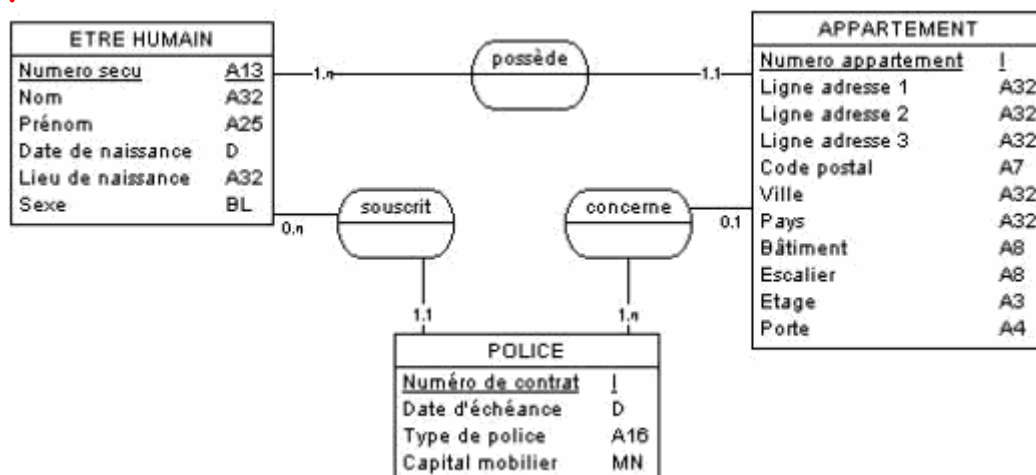 ETRE HUMAIN
Numero secu A13
Nom A32
Prénom A25
Date de naissance D
Lieu de naissance A32
Sexe BL
1.n
possède
1.1
APPARTEMENT
Numero appartement I
Ligne adresse 1 A32
Ligne adresse 2 A32
Ligne adresse 3 A32
Code postal A7
Ville A32
Pays A32
Bâtiment A8
Escalier A8
Etage A3
Porte A4
0.n
souscrit
concerne
0.1
1.1
1.n
POLICE
Numéro de contrat I
Date d'échéance D
Type de police A16
Capital mobilier MN